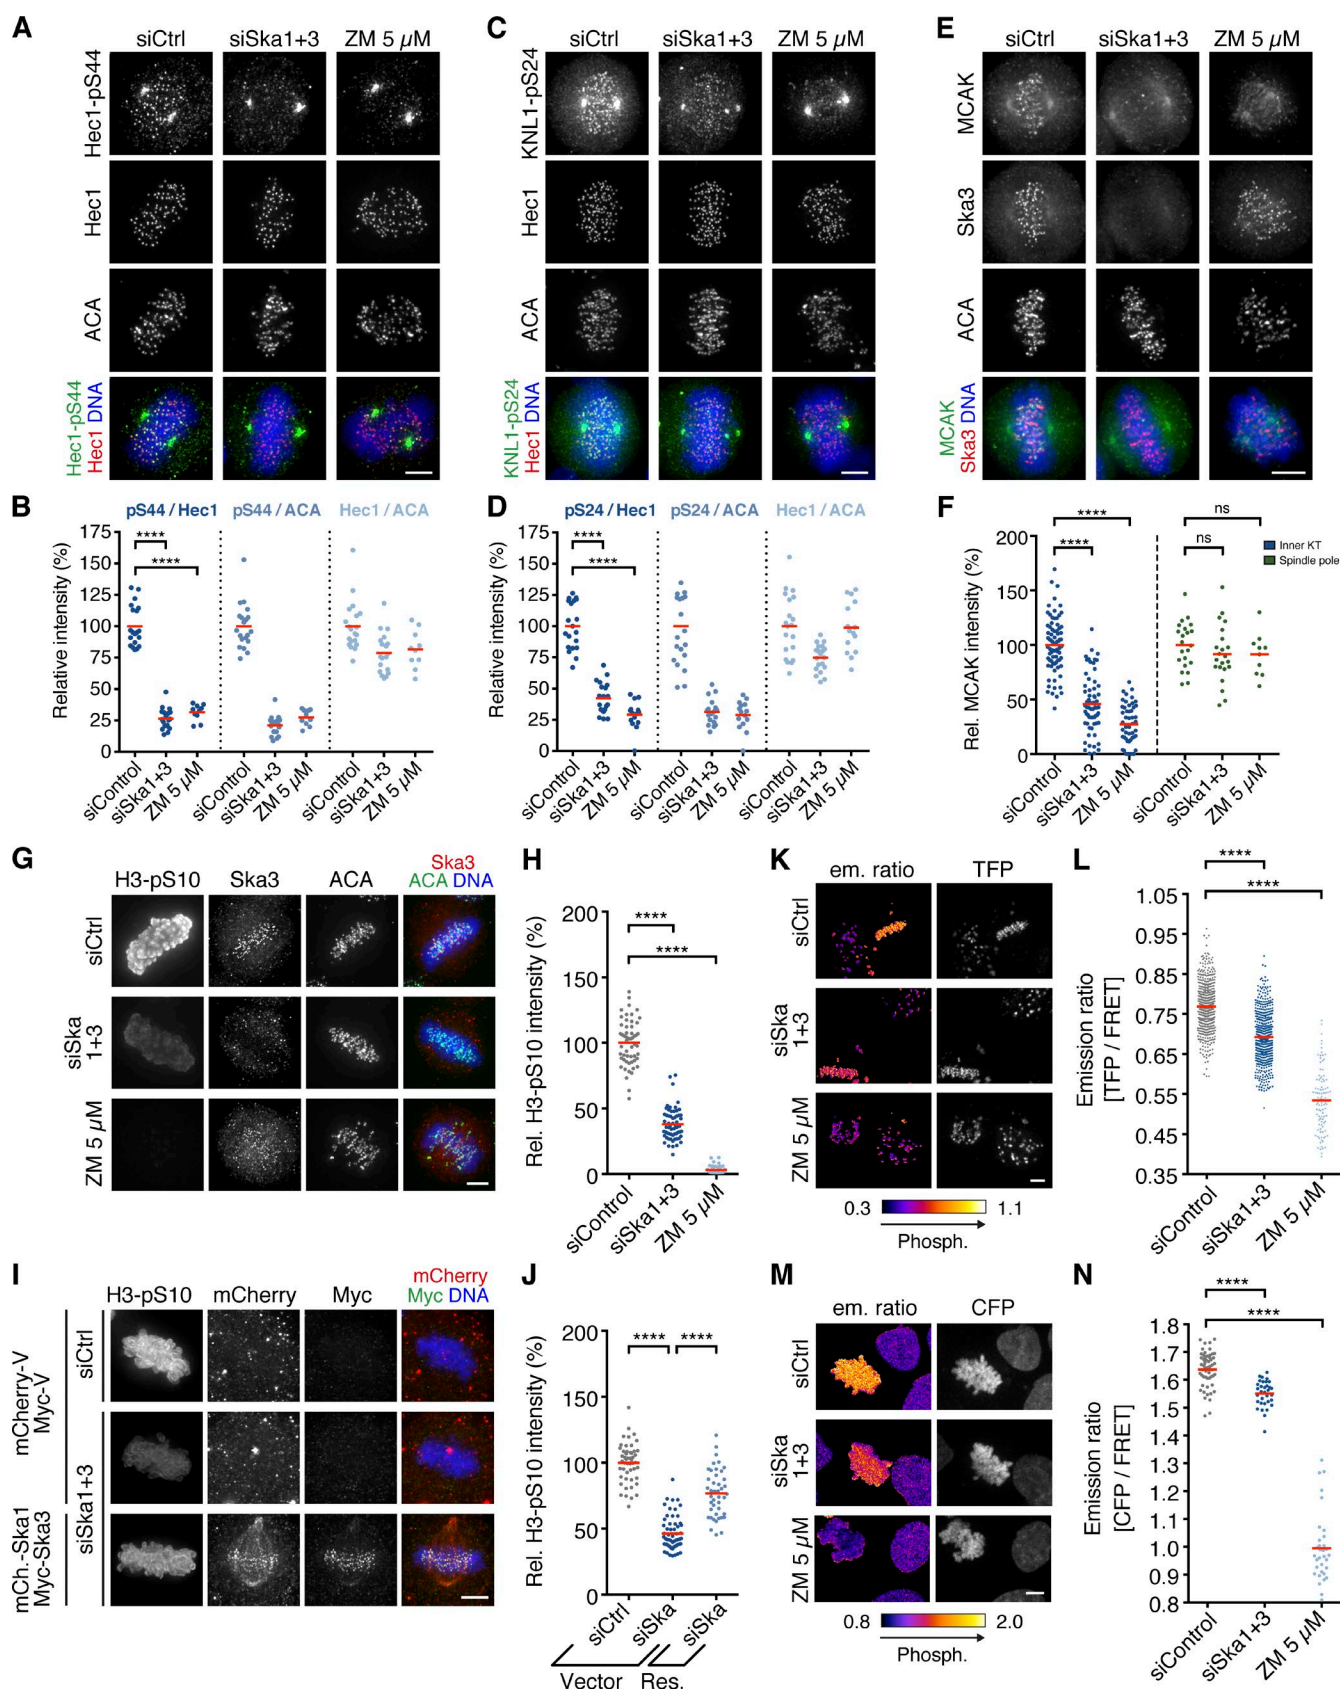 A
siCtrl
siSka1+3
ZM 5 µM
Hec1-pS44
Hec1
ACA
Hec1-pS44
Hec1 DNA
C
siCtrl
siSka1+3
ZM 5 µM
KNL1-pS24
Hec1
ACA
KNL1-pS24
Hec1 DNA
E
siCtrl
siSka1+3
ZM 5 µM
MCAK
Ska3
ACA
MCAK
Ska3 DNA
B
pS44 / Hec1
pS44 / ACA
Hec1 / ACA
Relative intensity (%)
175
150
125
100
75
50
25
0
****
****
siControl
siSka1+3
ZM 5 µM
siControl
siSka1+3
ZM 5 µM
siControl
siSka1+3
ZM 5 µM
D
pS24 / Hec1
pS24 / ACA
Hec1 / ACA
Relative intensity (%)
175
150
125
100
75
50
25
0
****
****
siControl
siSka1+3
ZM 5 µM
siControl
siSka1+3
ZM 5 µM
siControl
siSka1+3
ZM 5 µM
F
Rel. MCAK intensity (%)
200
150
100
50
0
****
****
ns
ns
Inner KT
Spindle pole
siControl
siSka1+3
ZM 5 µM
siControl
siSka1+3
ZM 5 µM
G
H3-pS10
Ska3
ACA
Ska3
ACA DNA
siCtrl
siSka
1+3
ZM 5 µM
H
Rel. H3-pS10 intensity (%)
200
150
100
50
0
****
****
siControl
siSka1+3
ZM 5 µM
K
em. ratio
TFP
siCtrl
siSka
1+3
ZM 5 µM
0.3
1.1
Phosph.
L
Emission ratio
[TFP / FRET]
1.05
0.95
0.85
0.75
0.65
0.55
0.45
0.35
****
****
siControl
siSka1+3
ZM 5 µM
I
H3-pS10
mCherry
Myc
mCherry
Myc DNA
mCherry-V
Myc-V
mCh.-Ska1
Myc-Ska3
siCtrl
siSka1+3
J
Rel. H3-pS10 intensity (%)
200
150
100
50
0
****
****
siCtrl
siSka
siSka
Vector
Res.
M
em. ratio
CFP
siCtrl
siSka
1+3
ZM 5 µM
0.8
2.0
Phosph.
N
Emission ratio
[CFP / FRET]
1.8
1.7
1.6
1.5
1.4
1.3
1.2
1.1
1.0
0.9
0.8
****
****
siControl
siSka1+3
ZM 5 µM